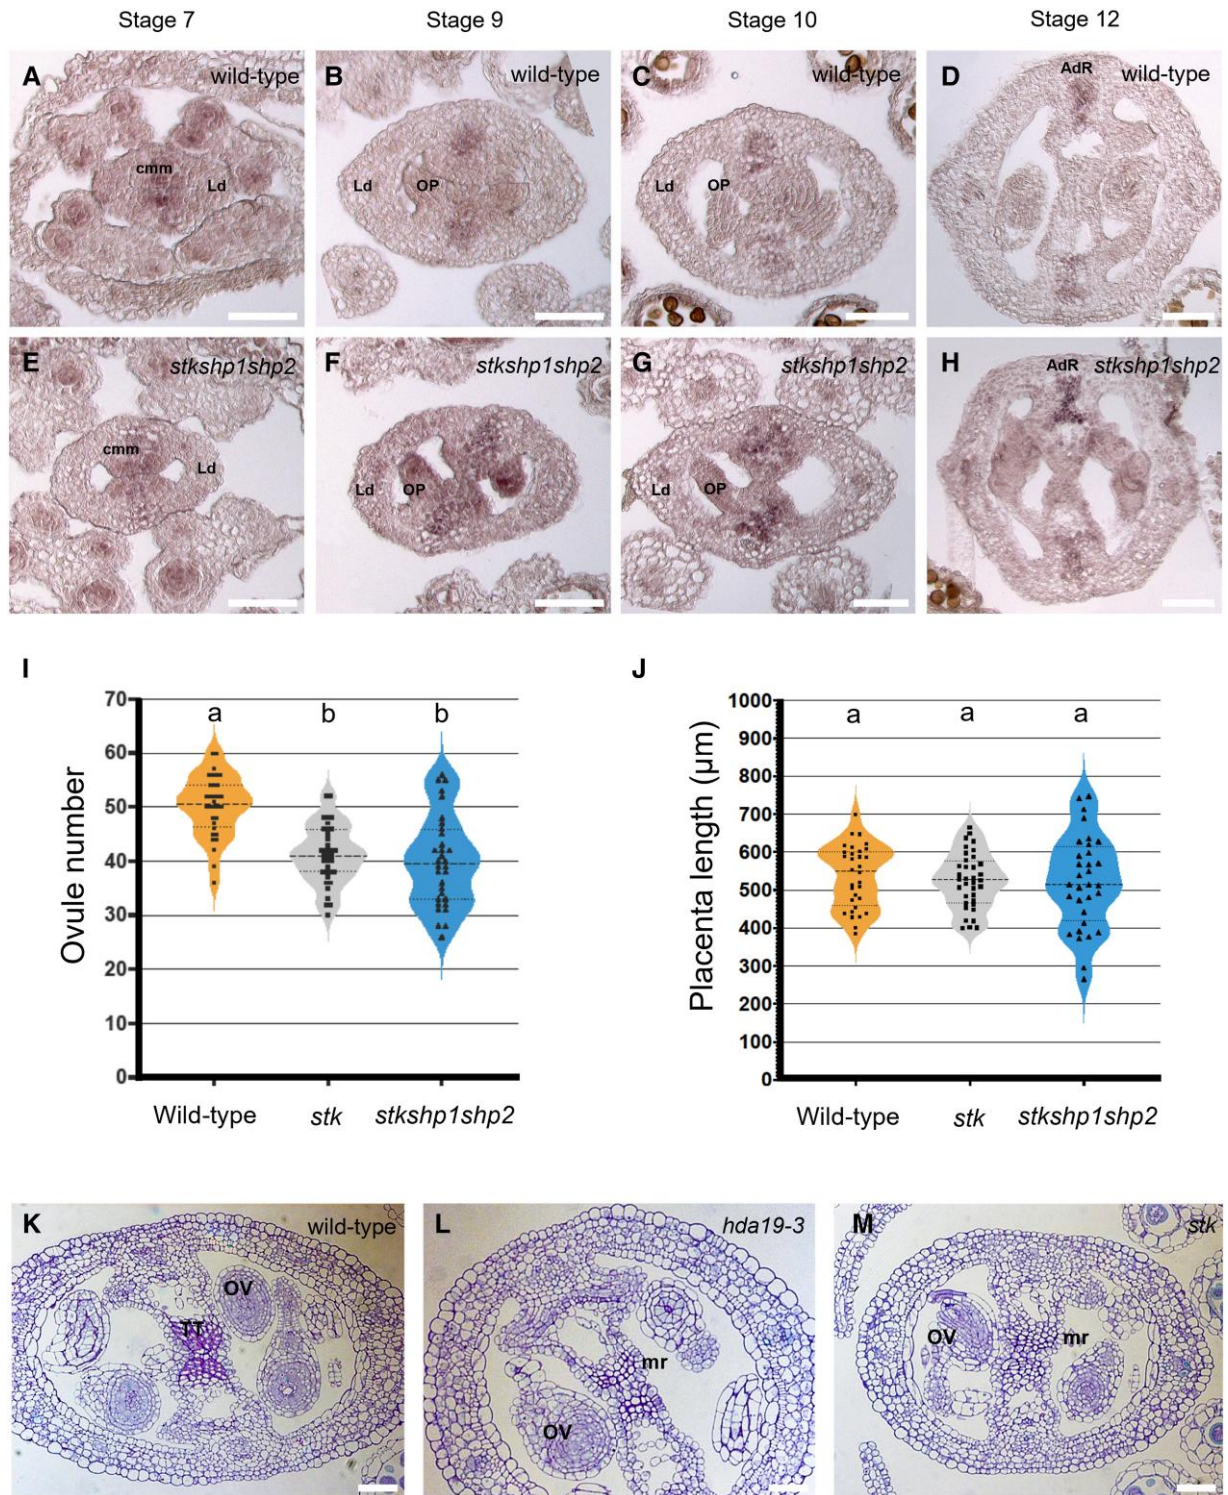 Stage 7 Stage 9 Stage 10 Stage 12
A wild-type B wild-type C wild-type D AdR wild-type
cmm Ld Ld OP Ld OP
E stkshp1shp2 F stkshp1shp2 G stkshp1shp2 H AdR stkshp1shp2
cmm Ld Ld OP Ld OP
I
70
60
50
40
30
20
10
0
Ovule number
a b b
Wild-type stk stkshp1shp2
J
1000
900
800
700
600
500
400
300
200
100
0
Placenta length (µm)
a a a
Wild-type stk stkshp1shp2
K wild-type L hda19-3 M stk
OV TT mr OV OV mr